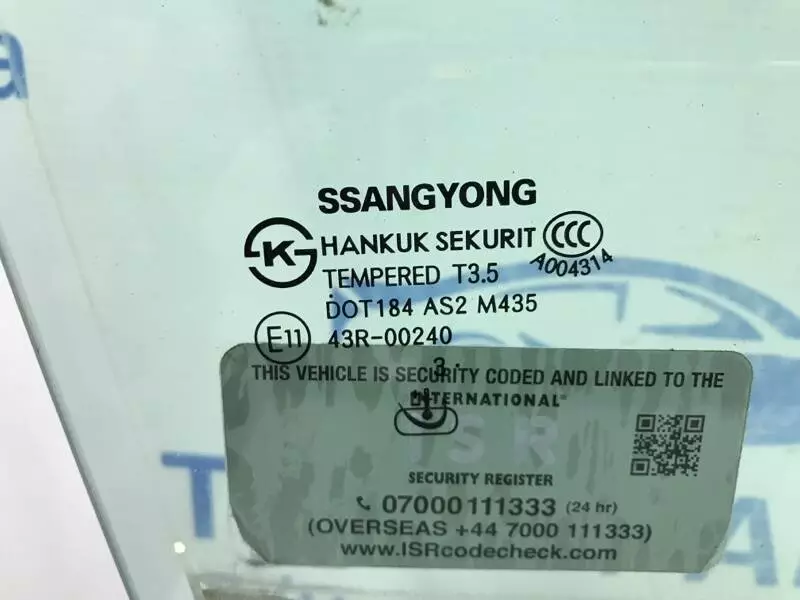 SSANGYONG
HANKUK SEKURIT
CCC
A004314
TEMPERED T3.5
DOT184 AS2 M435
E11
43R-00240
3.
THIS VEHICLE IS SECURITY CODED AND LINKED TO THE
INTERNATIONAL
ISR
SECURITY REGISTER
07000111333 (24 hr)
(OVERSEAS +44 7000 111333)
www.ISRcodecheck.com